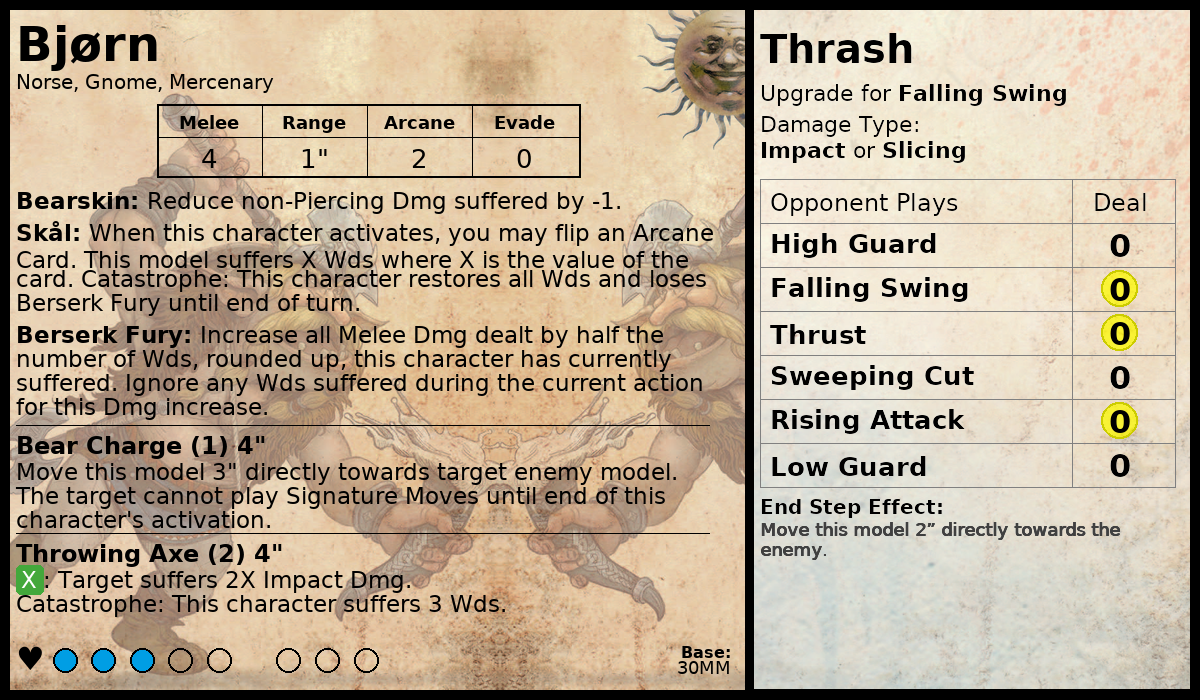 Bjørn
Norse, Gnome, Mercenary
Melee Range Arcane Evade
4 1" 2 0
Bearskin: Reduce non-Piercing Dmg suffered by -1.
Skål: When this character activates, you may flip an Arcane
Card. This model suffers X Wds where X is the value of the
card. Catastrophe: This character restores all Wds and loses
Berserk Fury until end of turn.
Berserk Fury: Increase all Melee Dmg dealt by half the
number of Wds, rounded up, this character has currently
suffered. Ignore any Wds suffered during the current action
for this Dmg increase.
Bear Charge (1) 4"
Move this model 3" directly towards target enemy model.
The target cannot play Signature Moves until end of this
character's activation.
Throwing Axe (2) 4"
X: Target suffers 2X Impact Dmg.
Catastrophe: This character suffers 3 Wds.
Base:
30MM
Thrash
Upgrade for Falling Swing
Damage Type:
Impact or Slicing
Opponent Plays Deal
High Guard 0
Falling Swing 0
Thrust 0
Sweeping Cut 0
Rising Attack 0
Low Guard 0
End Step Effect:
Move this model 2” directly towards the
enemy.